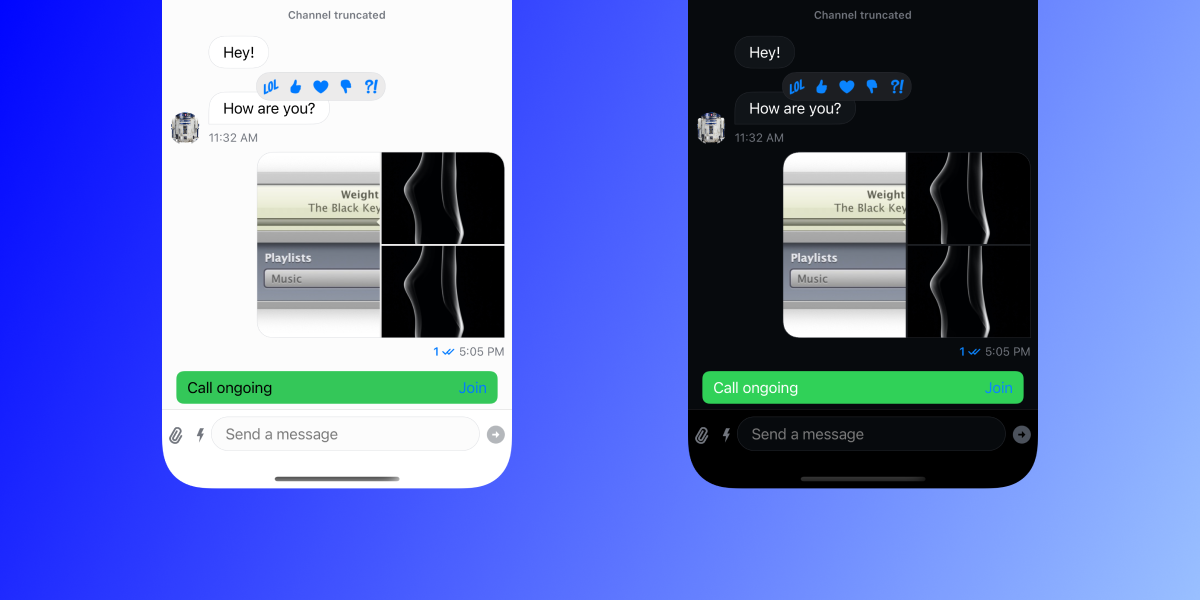 Channel truncated
Hey!
LOL ?!
How are you?
11:32 AM
Weight
The Black Key
Playlists
Music
1 5:05 PM
Call ongoing Join
Send a message
Channel truncated
Hey!
LOL ?!
How are you?
11:32 AM
Weight
The Black Key
Playlists
Music
1 5:05 PM
Call ongoing Join
Send a message